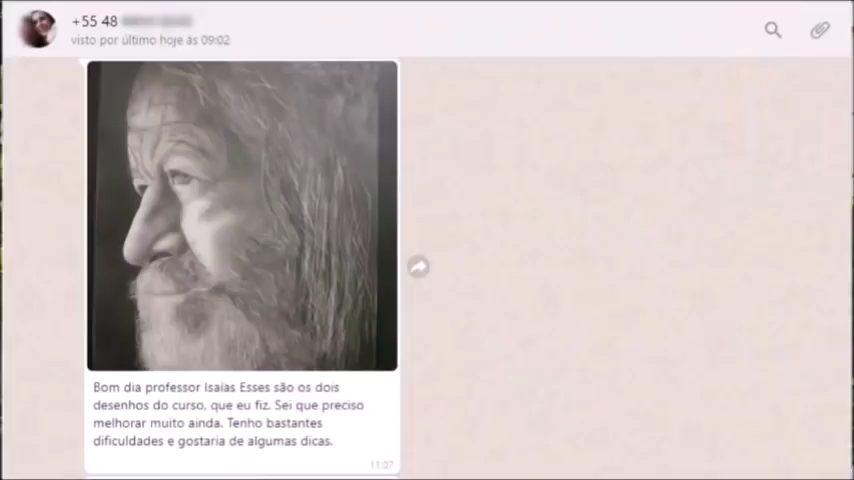 +55 48
visto por último hoje às 09:02
Bom dia professor Isaías Esses são os dois
desenhos do curso, que eu fiz. Sei que preciso
melhorar muito ainda. Tenho bastantes
dificuldades e gostaria de algumas dicas.
11:07